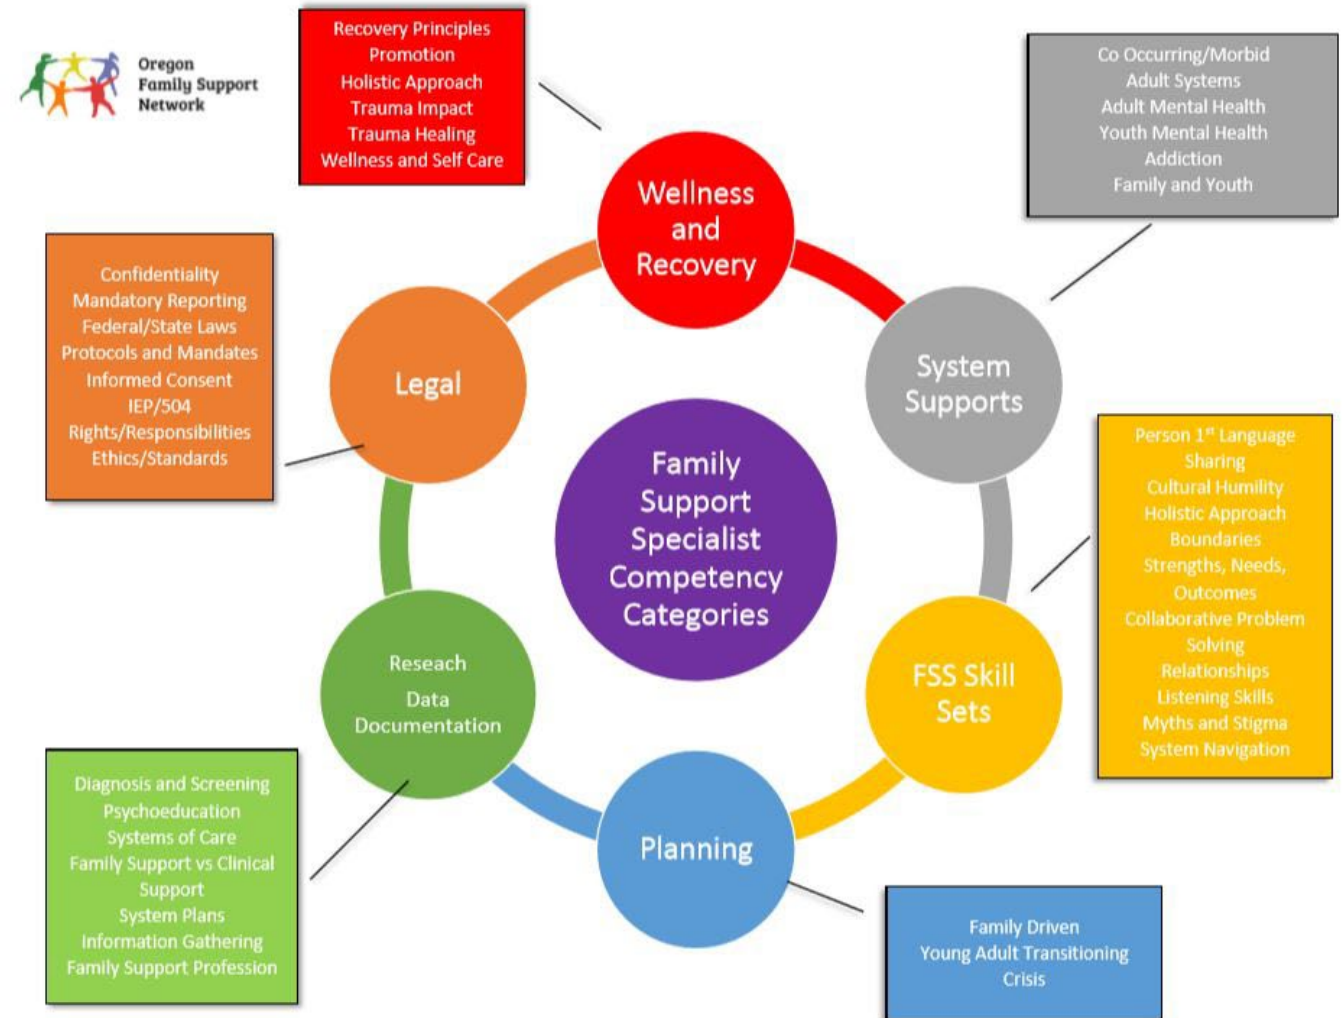 Oregon
Family Support
Network
Recovery Principles
Promotion
Holistic Approach
Trauma Impact
Trauma Healing
Wellness and Self Care
Co Occurring/Morbid
Adult Systems
Adult Mental Health
Youth Mental Health
Addiction
Family and Youth
Wellness
and
Recovery
Confidentiality
Mandatory Reporting
Federal/State Laws
Protocols and Mandates
Informed Consent
IEP/504
Rights/Responsibilities
Ethics/Standards
Legal
System
Supports
Family
Support
Specialist
Competency
Categories
Person 1st Language
Sharing
Cultural Humility
Holistic Approach
Boundaries
Strengths, Needs,
Outcomes
Collaborative Problem
Solving
Relationships
Listening Skills
Myths and Stigma
System Navigation
Reseach
Data
Documentation
FSS Skill
Sets
Diagnosis and Screening
Psychoeducation
Systems of Care
Family Support vs Clinical
Support
System Plans
Information Gathering
Family Support Profession
Planning
Family Driven
Young Adult Transitioning
Crisis